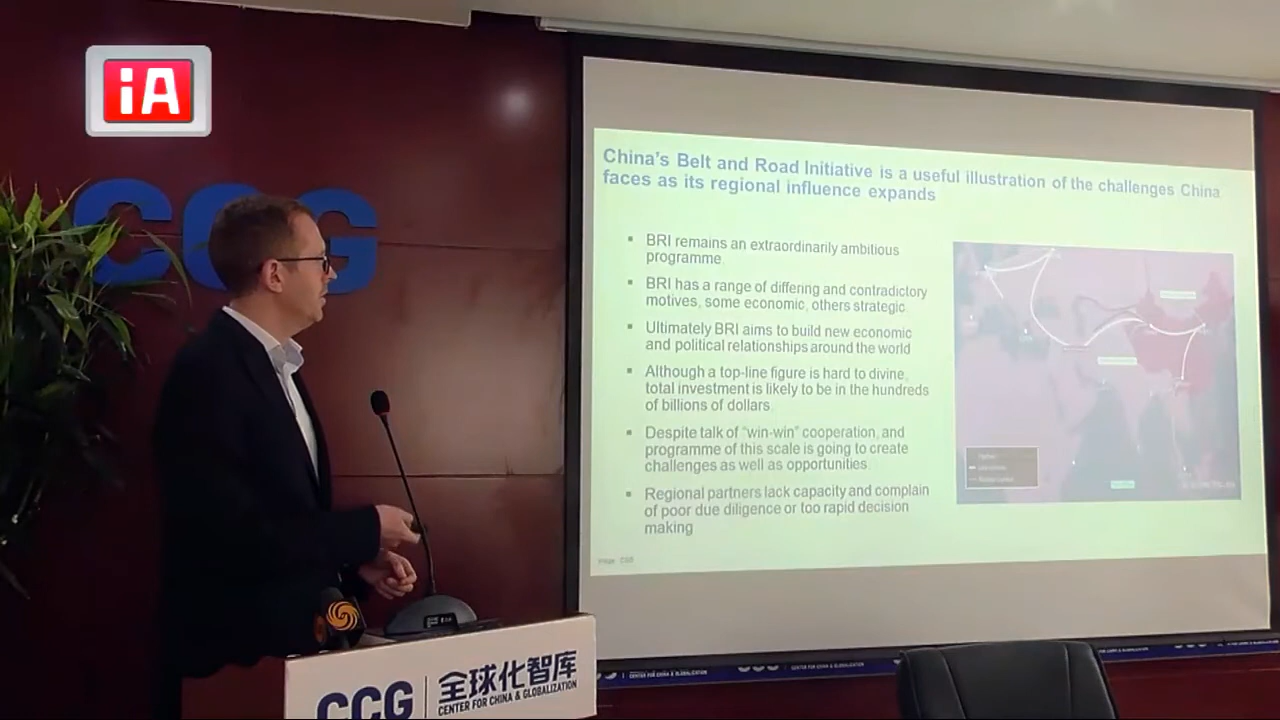 iA
CCG
China's Belt and Road Initiative is a useful illustration of the challenges China
faces as its regional influence expands
BRI remains an extraordinarily ambitious
programme
BRI has a range of differing and contradictory
motives, some economic, others strategic.
Ultimately BRI aims to build new economic
and political relationships around the world
Although a top-line figure is hard to divine,
total investment is likely to be in the hundreds
of billions of dollars.
Despite talk of "win-win" cooperation, and
programme of this scale is going to create
challenges as well as opportunities.
Regional partners lack capacity and complain
of poor due diligence or too rapid decision
making
Page
CCG 全球化智库
CENTER FOR CHINA & GLOBALIZATION
CENTER FOR CHINA & GLOBALIZATION